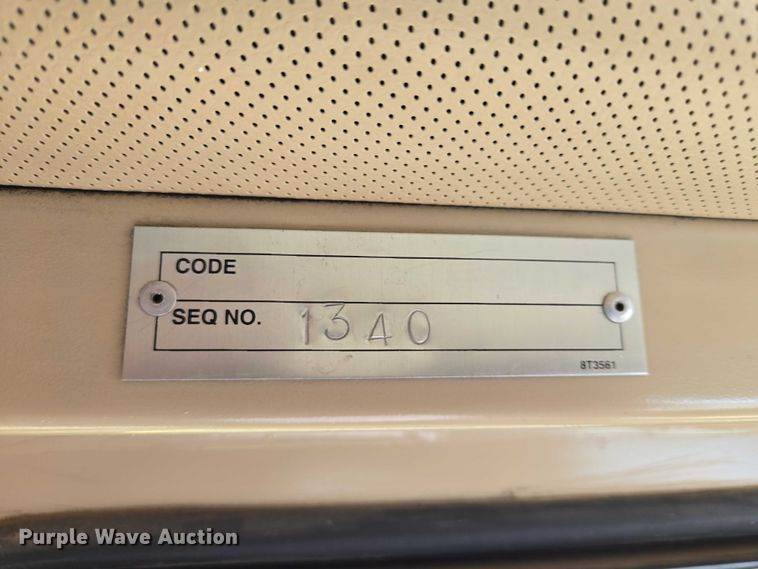 CODE
SEQ NO. 1340
8T3561
Purple Wave Auction